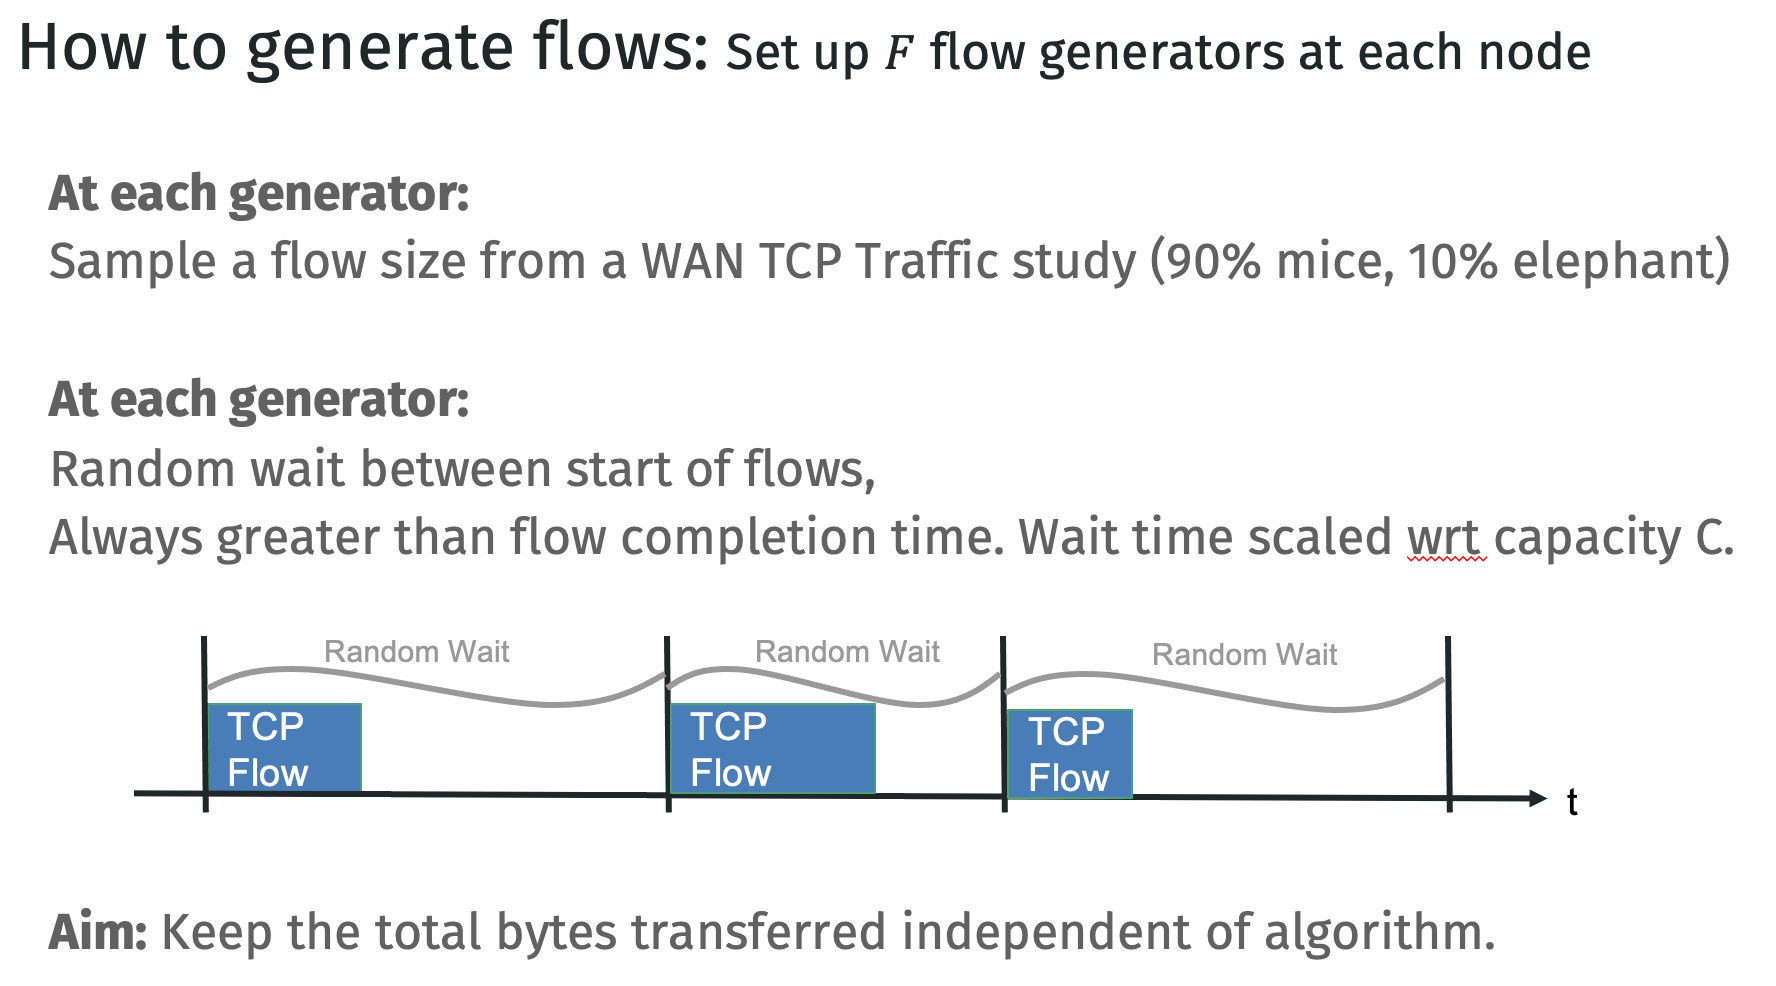 How to generate flows: Set up F flow generators at each node
At each generator:
Sample a flow size from a WAN TCP Traffic study (90% mice, 10% elephant)
At each generator:
Random wait between start of flows,
Always greater than flow completion time. Wait time scaled wrt capacity C.
Random Wait
Random Wait
Random Wait
TCP
Flow
TCP
Flow
TCP
Flow
t
Aim: Keep the total bytes transferred independent of algorithm.